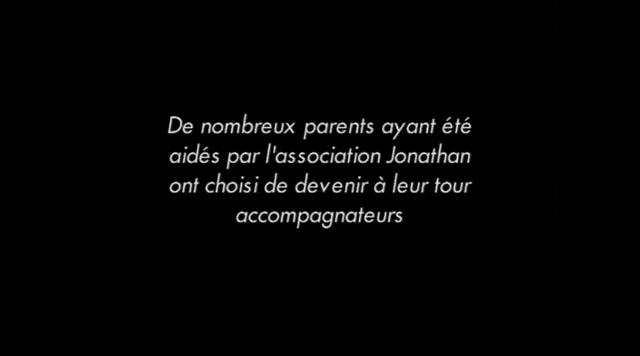 De nombreux parents ayant été
aidés par l'association Jonathan
ont choisi de devenir à leur tour
accompagnateurs